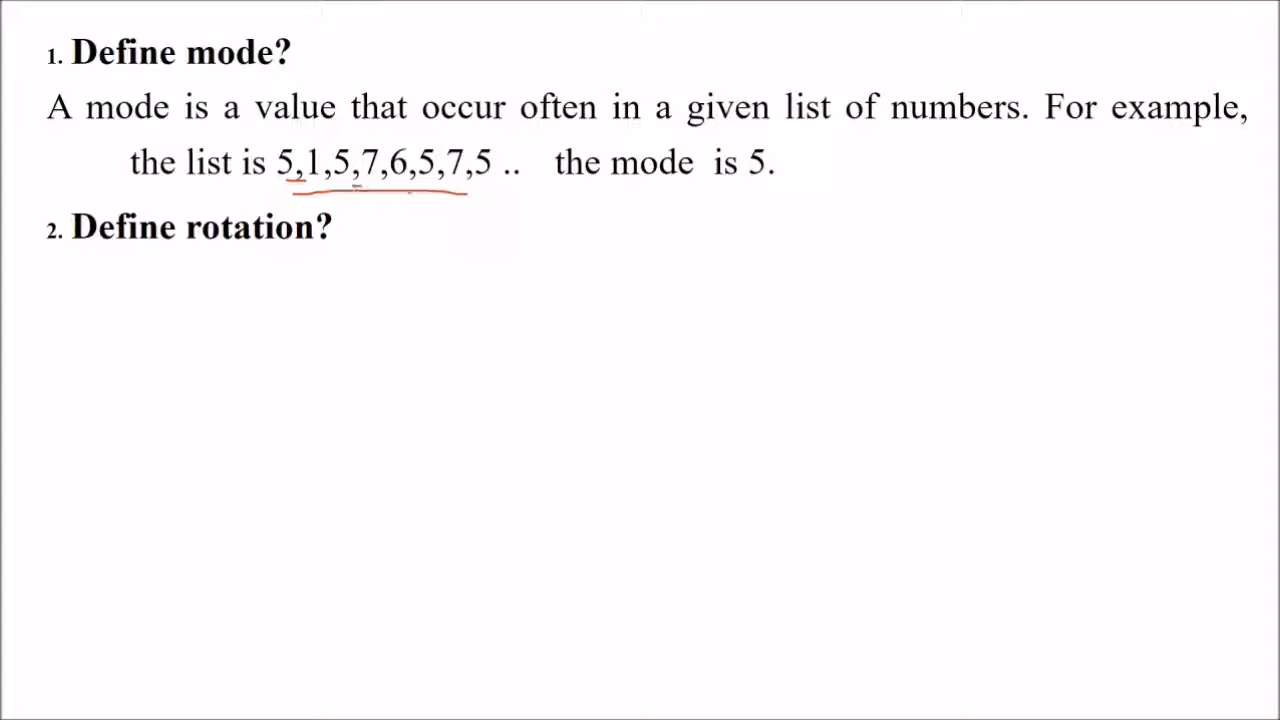 1. Define mode?
A mode is a value that occur often in a given list of numbers. For example,
the list is 5,1,5,7,6,5,7,5 .. the mode is 5.
2. Define rotation?